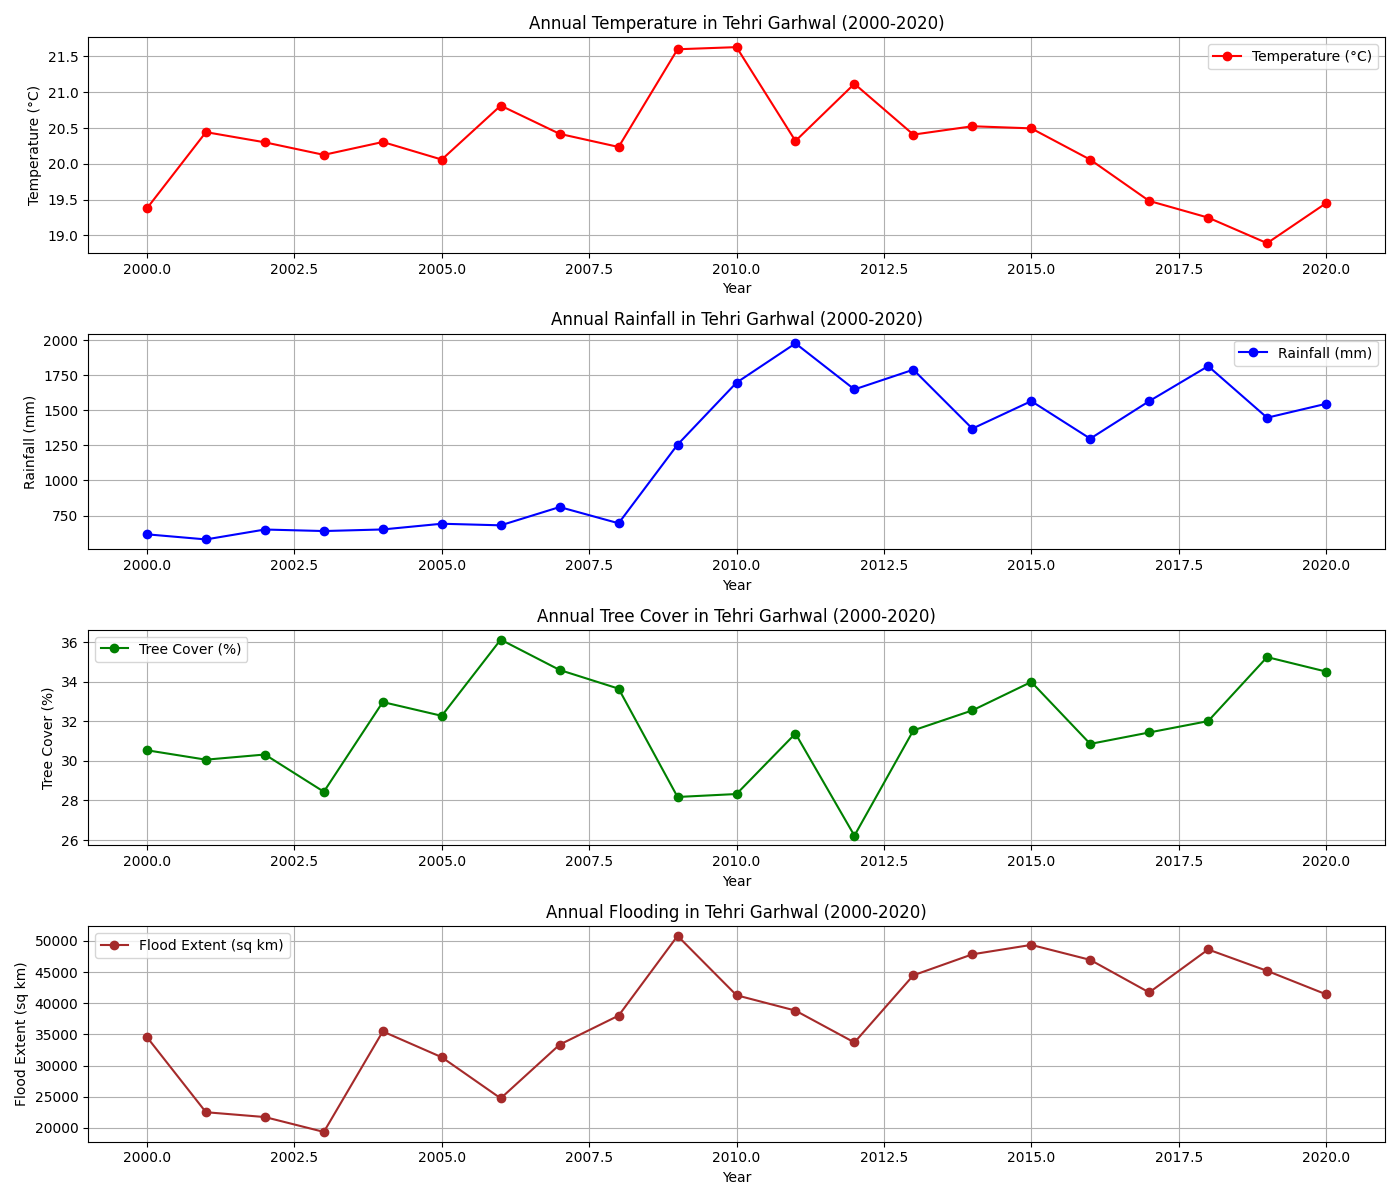 Annual Temperature in Tehri Garhwal (2000-2020)
Temperature (°C)
21.5
21.0
20.5
20.0
19.5
19.0
Temperature (°C)
2000.0 2002.5 2005.0 2007.5 2010.0 2012.5 2015.0 2017.5 2020.0
Year
Annual Rainfall in Tehri Garhwal (2000-2020)
Rainfall (mm)
2000
1750
1500
1250
1000
750
Rainfall (mm)
2000.0 2002.5 2005.0 2007.5 2010.0 2012.5 2015.0 2017.5 2020.0
Year
Annual Tree Cover in Tehri Garhwal (2000-2020)
Tree Cover (%)
36
34
32
30
28
26
Tree Cover (%)
2000.0 2002.5 2005.0 2007.5 2010.0 2012.5 2015.0 2017.5 2020.0
Year
Annual Flooding in Tehri Garhwal (2000-2020)
Flood Extent (sq km)
50000
45000
40000
35000
30000
25000
20000
Flood Extent (sq km)
2000.0 2002.5 2005.0 2007.5 2010.0 2012.5 2015.0 2017.5 2020.0
Year